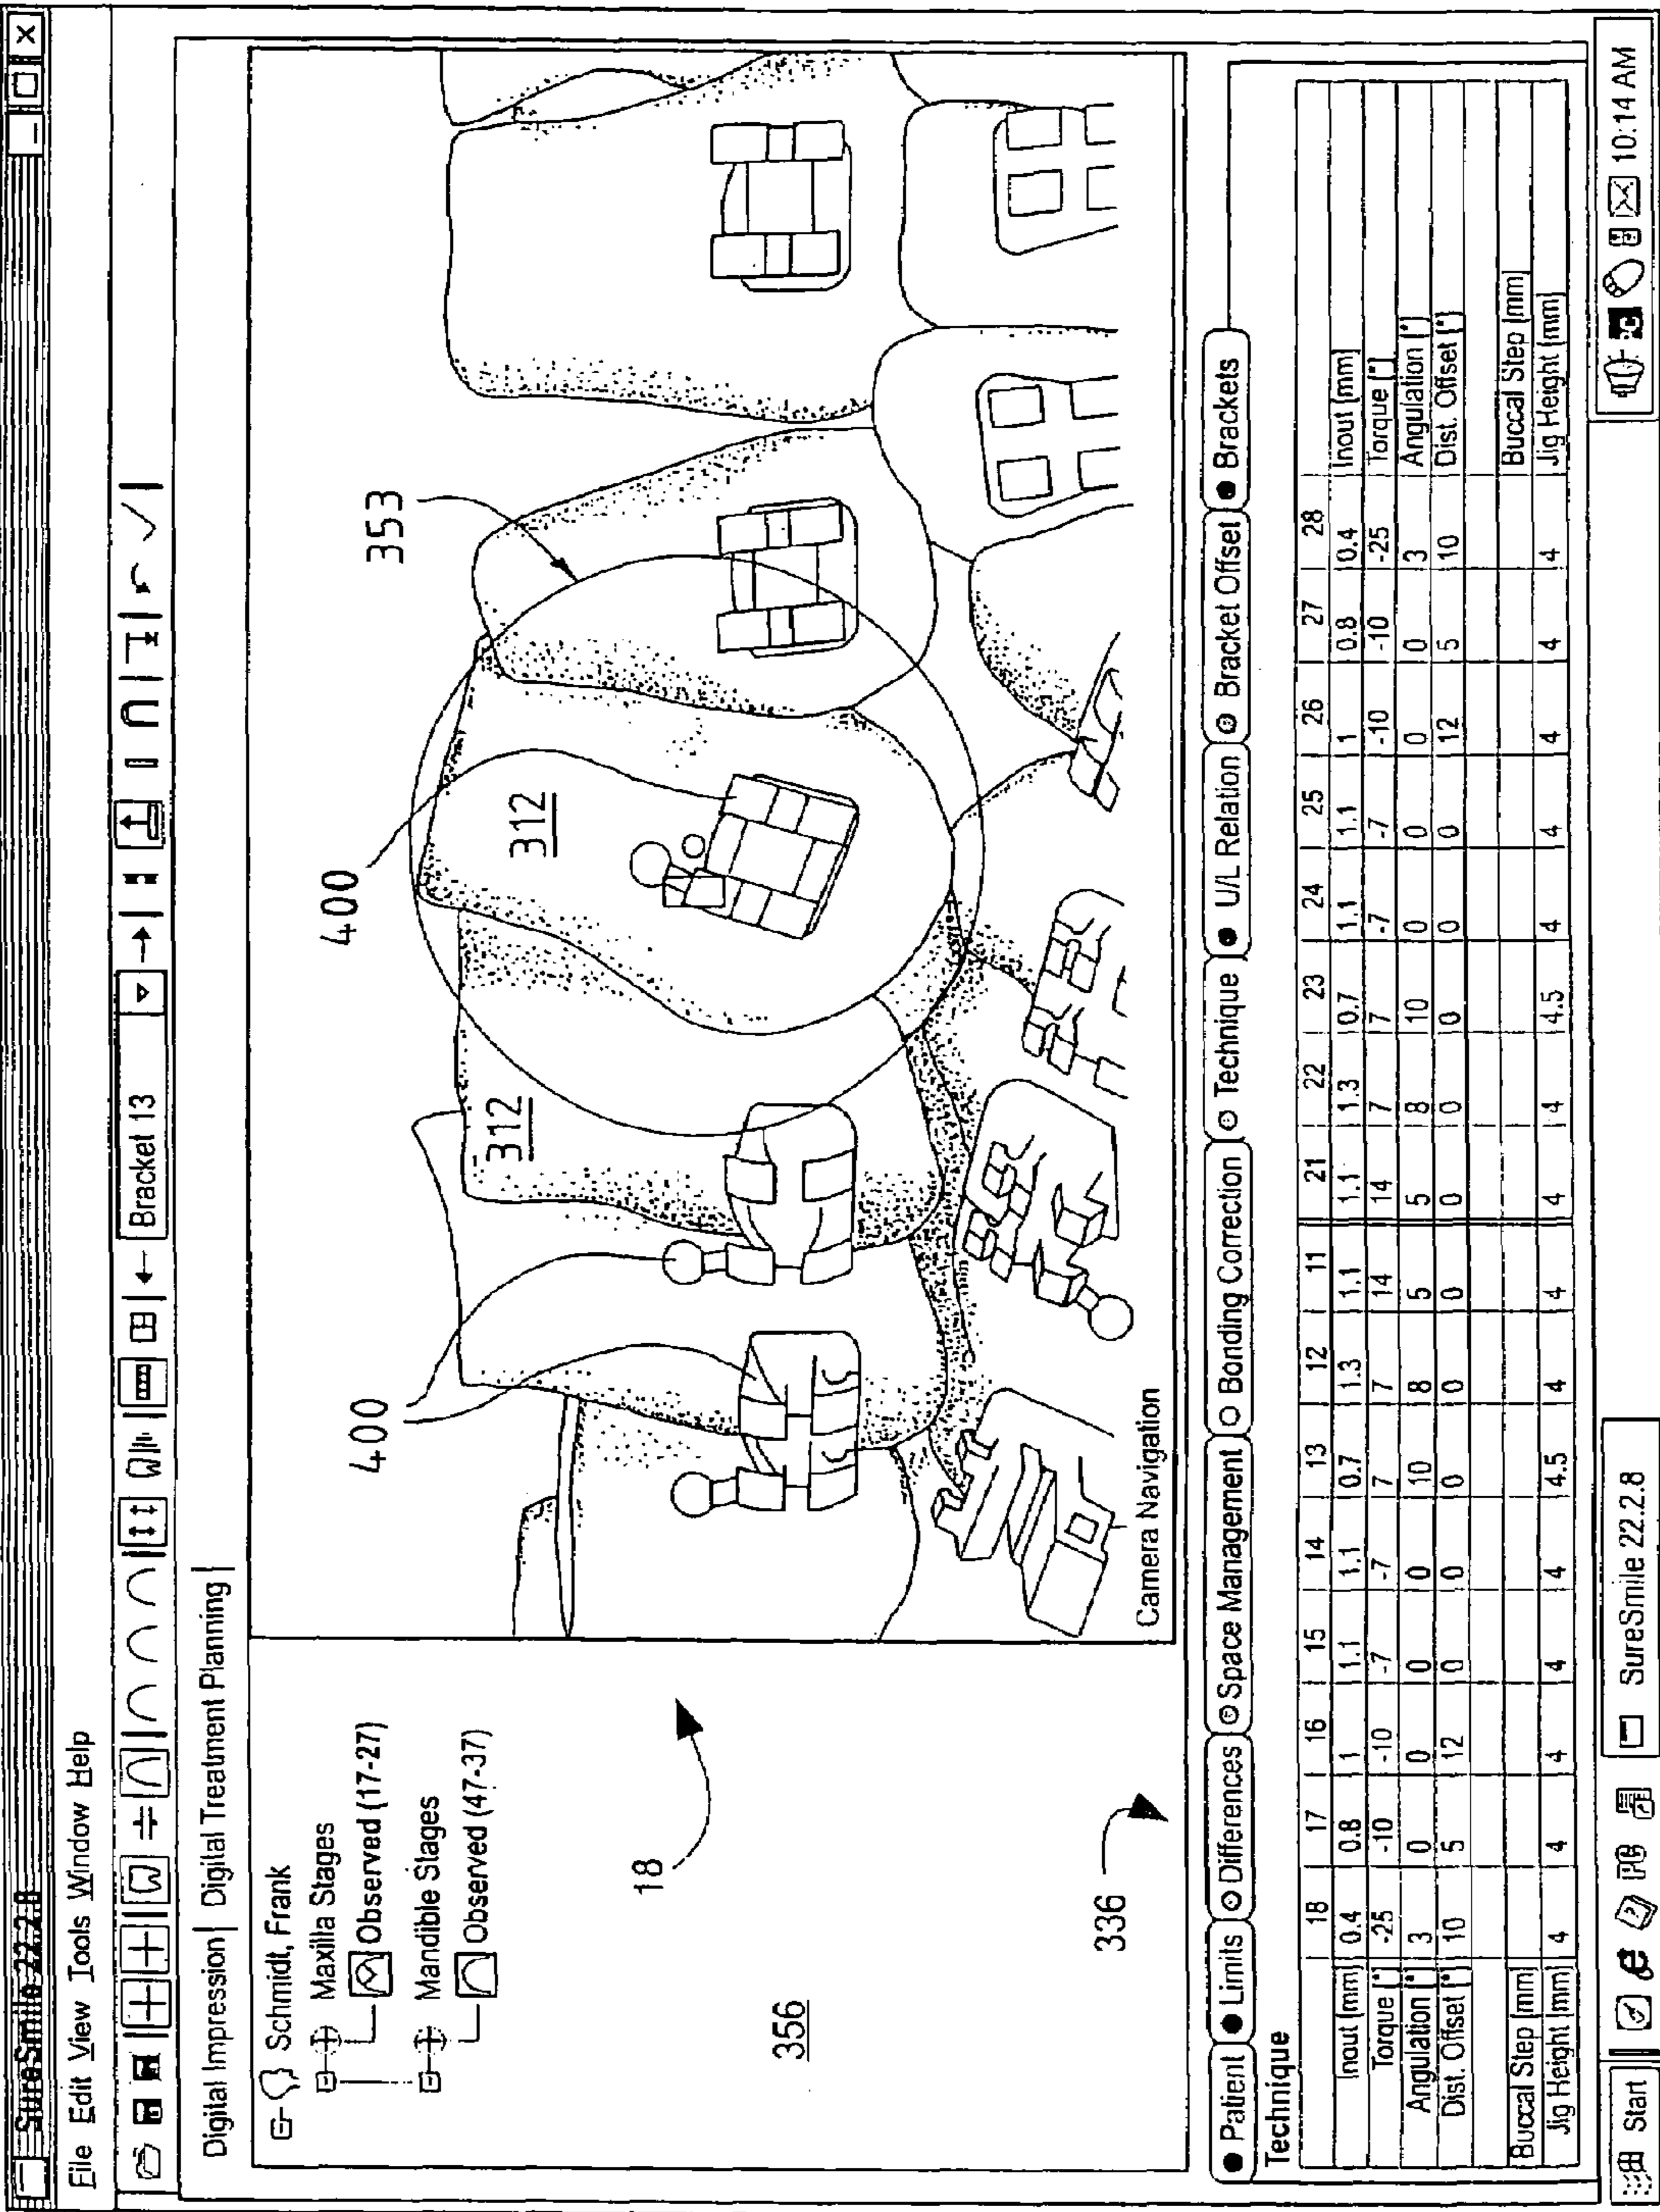 SureSmile 22.2.8
File Edit View Tools Window Help
Bracket 13
Digital Impression Digital Treatment Planning
Schmidt, Frank
Maxilla Stages
Observed (17-27)
Mandible Stages
Observed (47-37)
18
356
336
400
400
353
312
312
Camera Navigation
Patient Limits Differences Space Management Bonding Correction Technique U/L Relation Bracket Offset Brackets
Technique
18 17 16 15 14 13 12 11 21 22 23 24 25 26 27 28
Inout [mm] 0.4 0.8 1 1.1 1.1 0.7 1.3 1.1 1.1 1.3 0.7 1.1 1.1 1 0.8 0.4 Inout [mm]
Torque [°] -25 -10 -10 -7 -7 7 7 14 14 7 7 -7 -7 -10 -10 -25 Torque [°]
Angulation [°] 3 0 0 0 0 10 8 5 5 8 10 0 0 0 0 3 Angulation [°]
Dist. Offset [°] 10 5 12 0 0 0 0 0 0 0 0 0 0 12 5 10 Dist. Offset [°]
Buccal Step [mm] Buccal Step [mm]
Jig Height [mm] 4 4 4 4 4 4.5 4 4 4 4 4.5 4 4 4 4 4 Jig Height [mm]
Start SureSmile 22.2.8 10:14 AM